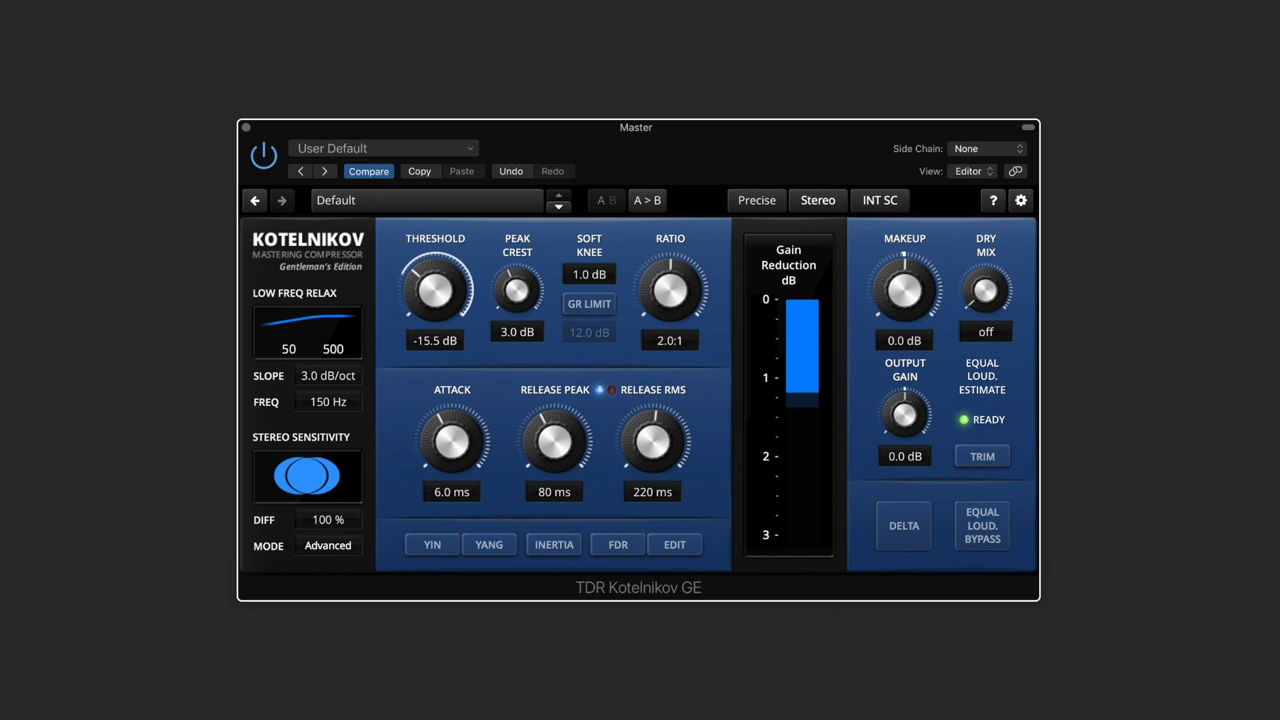 Master
User Default
Side Chain: None
Compare Copy Paste Undo Redo
View: Editor
Default
A B A > B
Precise Stereo INT SC
?
KOTELNIKOV
MASTERING COMPRESSOR
Gentleman's Edition
LOW FREQ RELAX
50 500
SLOPE 3.0 dB/oct
FREQ 150 Hz
STEREO SENSITIVITY
DIFF 100 %
MODE Advanced
THRESHOLD
-15.5 dB
PEAK
CREST
3.0 dB
SOFT
KNEE
1.0 dB
GR LIMIT
12.0 dB
RATIO
2.0:1
ATTACK
6.0 ms
RELEASE PEAK
80 ms
RELEASE RMS
220 ms
YIN YANG INERTIA FDR EDIT
Gain
Reduction
dB
0 -
1 -
2 -
3 -
MAKEUP
0.0 dB
DRY
MIX
off
OUTPUT
GAIN
0.0 dB
EQUAL
LOUD.
ESTIMATE
READY
TRIM
DELTA
EQUAL
LOUD.
BYPASS
TDR Kotelnikov GE